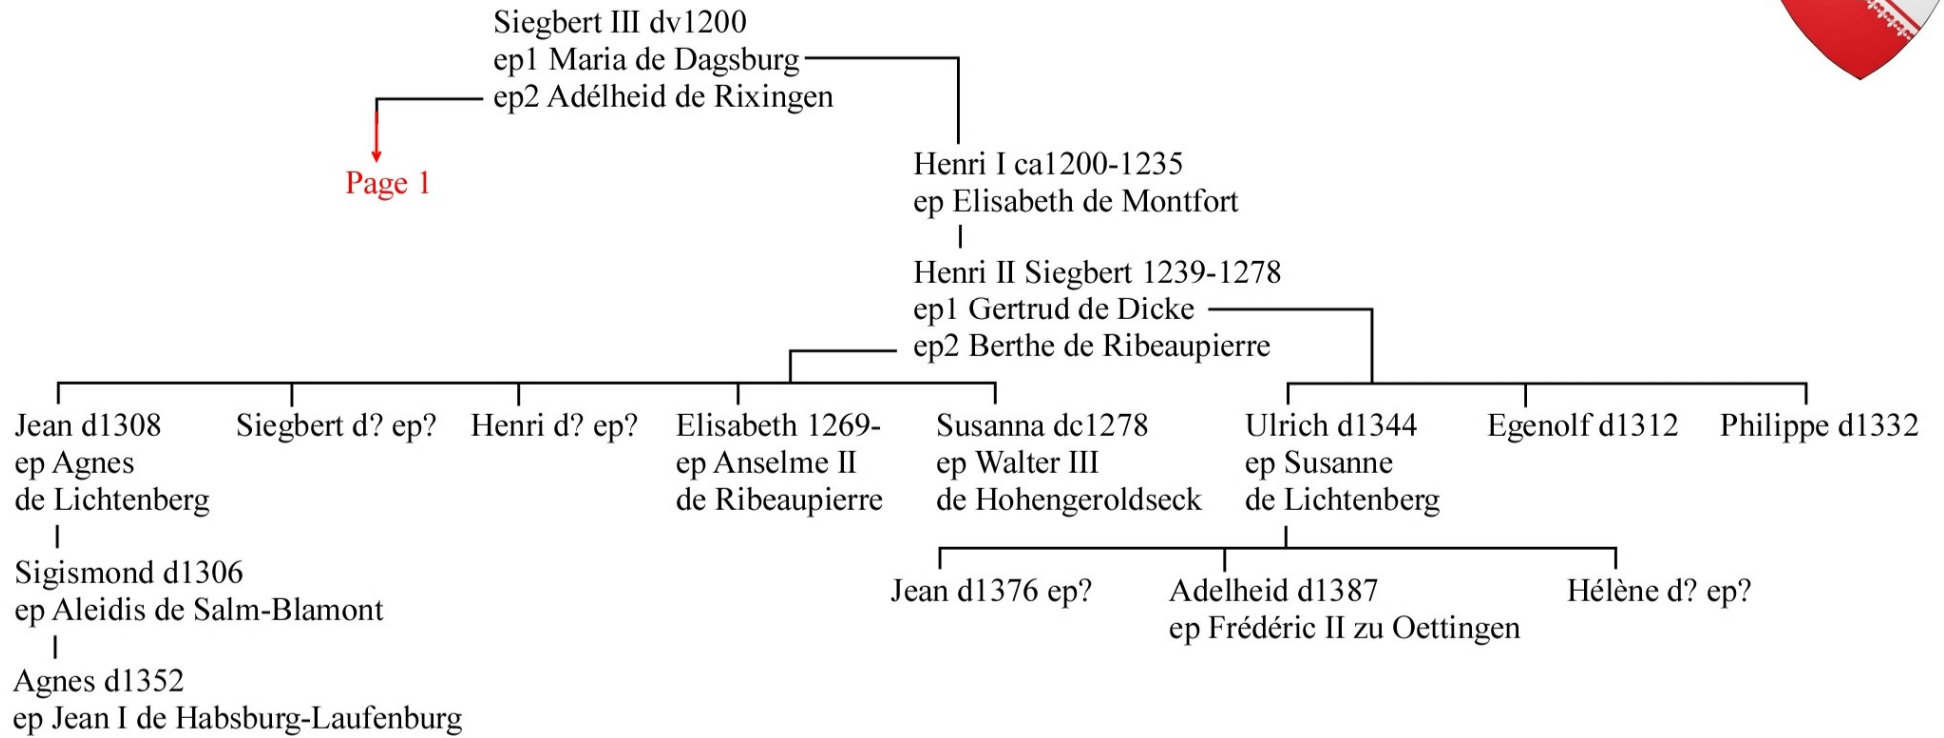 Siegbert III dv1200
ep1 Maria de Dagsburg
ep2 Adélheid de Rixingen
Page 1
Henri I ca1200-1235
ep Elisabeth de Montfort
Henri II Siegbert 1239-1278
ep1 Gertrud de Dicke
ep2 Berthe de Ribeaupierre
Jean d1308
ep Agnes
de Lichtenberg
Siegbert d? ep?
Henri d? ep?
Elisabeth 1269-
ep Anselme II
de Ribeaupierre
Susanna dc1278
ep Walter III
de Hohengeroldseck
Ulrich d1344
ep Susanne
de Lichtenberg
Egenolf d1312
Philippe d1332
Sigismond d1306
ep Aleidis de Salm-Blamont
Jean d1376 ep?
Adelheid d1387
ep Frédéric II zu Oettingen
Hélène d? ep?
Agnes d1352
ep Jean I de Habsburg-Laufenburg